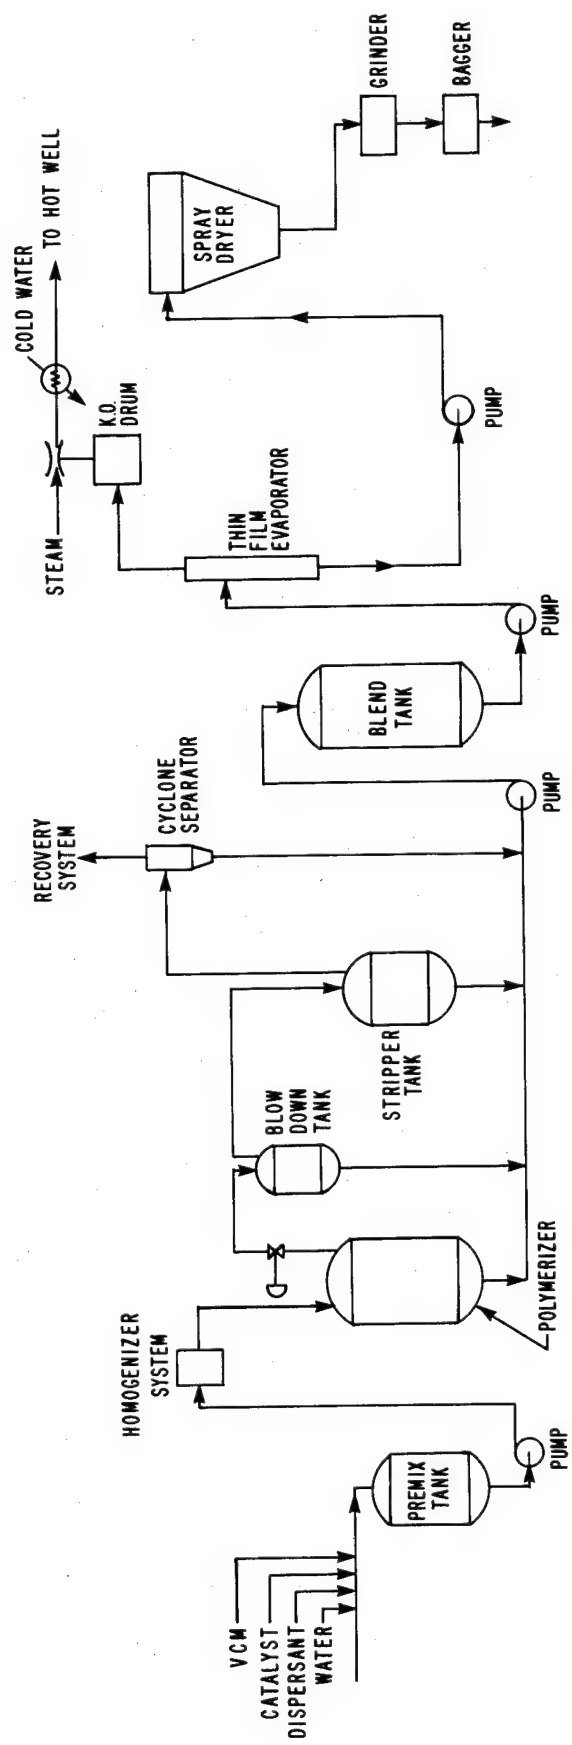 VCM
CATALYST
DISPERSANT
WATER
PREMIX
TANK
PUMP
HOMOGENIZER
SYSTEM
POLYMERIZER
BLOW
DOWN
TANK
STRIPPER
TANK
RECOVERY
SYSTEM
CYCLONE
SEPARATOR
PUMP
BLEND
TANK
PUMP
THIN
FILM
EVAPORATOR
STEAM
K.O.
DRUM
COLD WATER
TO HOT WELL
PUMP
SPRAY
DRYER
GRINDER
BAGGER